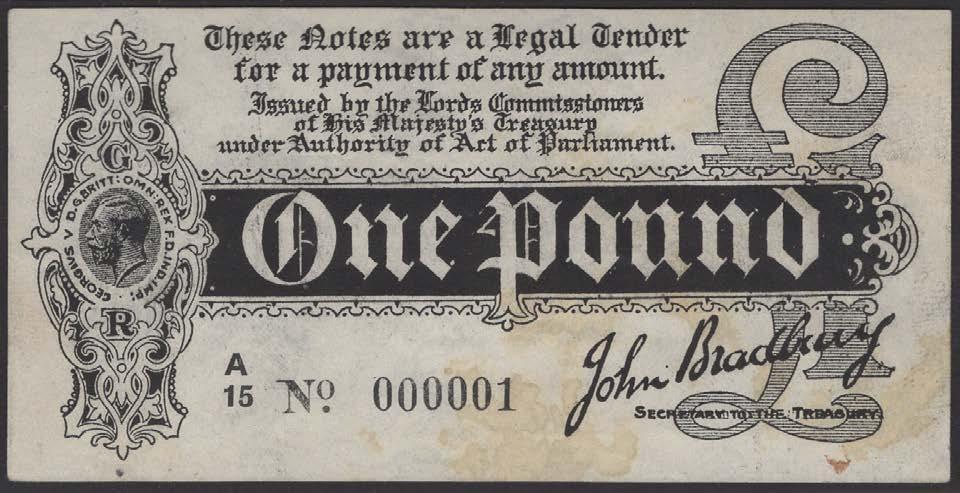 These Notes are a Legal Tender
for a payment of any amount.
Issued by the Lords Commissioners
of His Majesty's Treasury
under Authority of Act of Parliament.
£1
G
GEORGIVS V D.G.BRITT:OMN:REX F.D.IND:IMP:
R
One Pound
A
15 No. 000001
John Bradbury
SECRETARY TO THE TREASURY.
£1